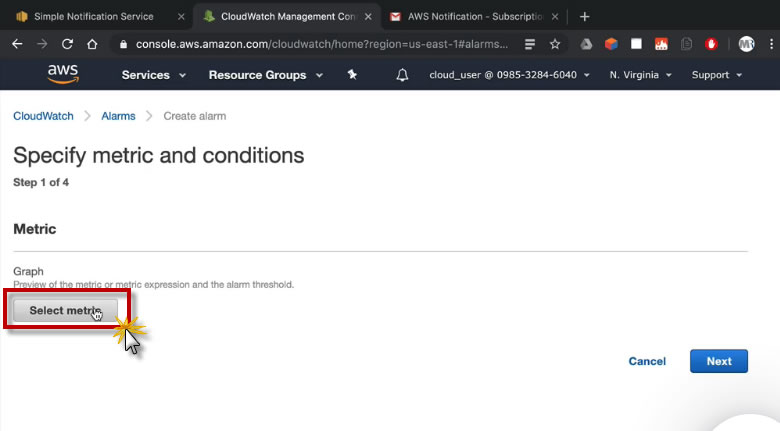 Simple Notification Service
CloudWatch Management Con
AWS Notification - Subscriptio
console.aws.amazon.com/cloudwatch/home?region=us-east-1#alarms...
aws Services Resource Groups cloud_user @ 0985-3284-6040 N. Virginia Support
CloudWatch Alarms Create alarm
Specify metric and conditions
Step 1 of 4
Metric
Graph
Preview of the metric or metric expression and the alarm threshold.
Select metric
Cancel Next